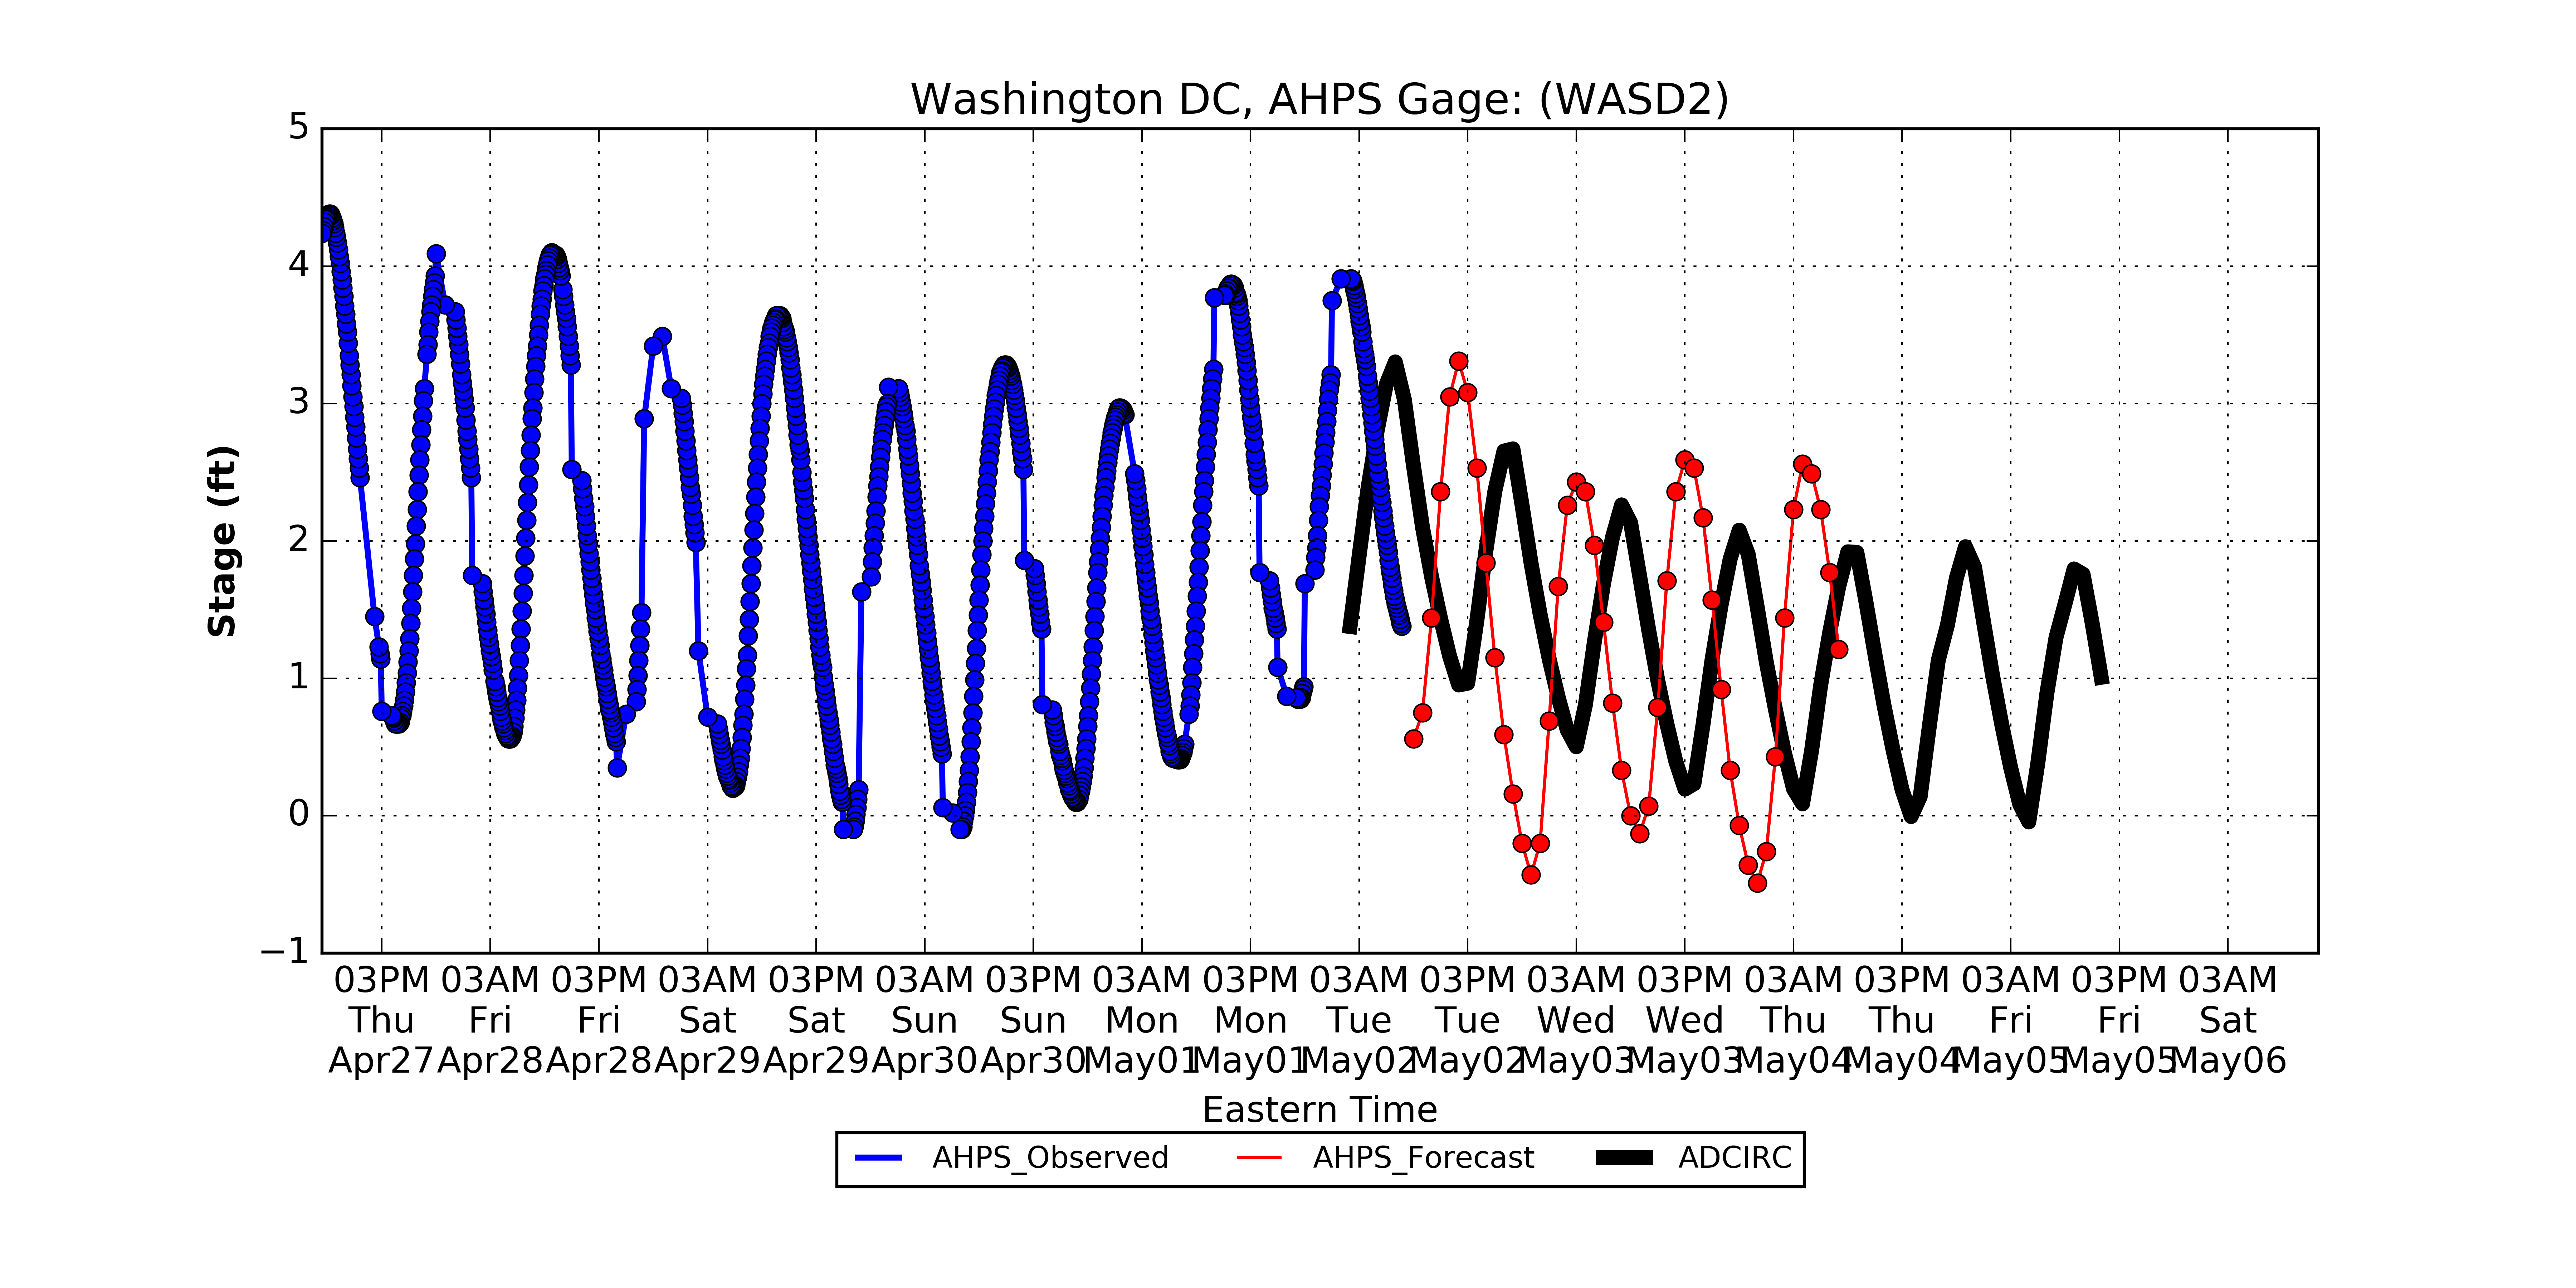 Washington DC, AHPS Gage: (WASD2)
5
4
3
2
1
0
−1
Stage (ft)
03PM 03AM 03PM 03AM 03PM 03AM 03PM 03AM 03PM 03AM 03PM 03AM 03PM 03AM 03PM 03AM 03PM 03AM
Thu Fri Fri Sat Sat Sun Sun Mon Mon Tue Tue Wed Wed Thu Thu Fri Fri Sat
Apr27 Apr28 Apr28 Apr29 Apr29 Apr30 Apr30 May01 May01 May02 May02 May03 May03 May04 May04 May05 May05 May06
Eastern Time
AHPS_Observed AHPS_Forecast ADCIRC